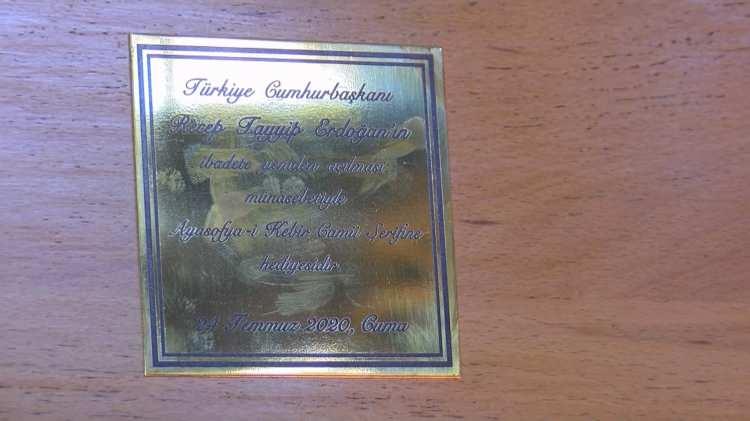 Türkiye Cumhurbaşkanı
Recep Tayyip Erdoğan'ın
ibadete yeniden açılması
münasebetiyle
Ayasofya-i Kebir Camii Şerifine
hediyesidir.
24 Temmuz 2020, Cuma